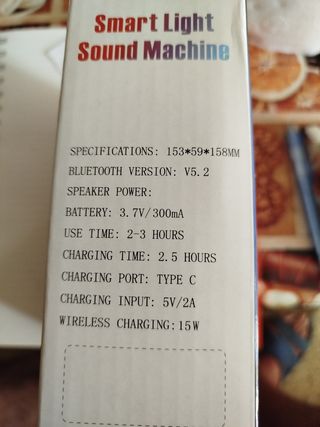 Smart Light
Sound Machine
SPECIFICATIONS: 153*59*158MM
BLUETOOTH VERSION: V5.2
SPEAKER POWER:
BATTERY: 3.7V/300mA
USE TIME: 2-3 HOURS
CHARGING TIME: 2.5 HOURS
CHARGING PORT: TYPE C
CHARGING INPUT: 5V/2A
WIRELESS CHARGING:15W